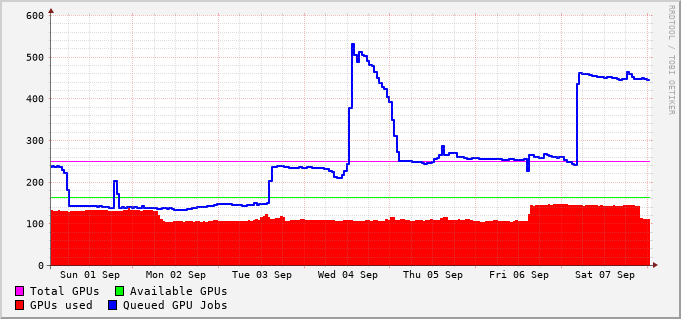 RRDTOOL / TOBI OETIKER
600
500
400
300
200
100
0
Sun 01 Sep Mon 02 Sep Tue 03 Sep Wed 04 Sep Thu 05 Sep Fri 06 Sep Sat 07 Sep
Total GPUs Available GPUs
GPUs used Queued GPU Jobs